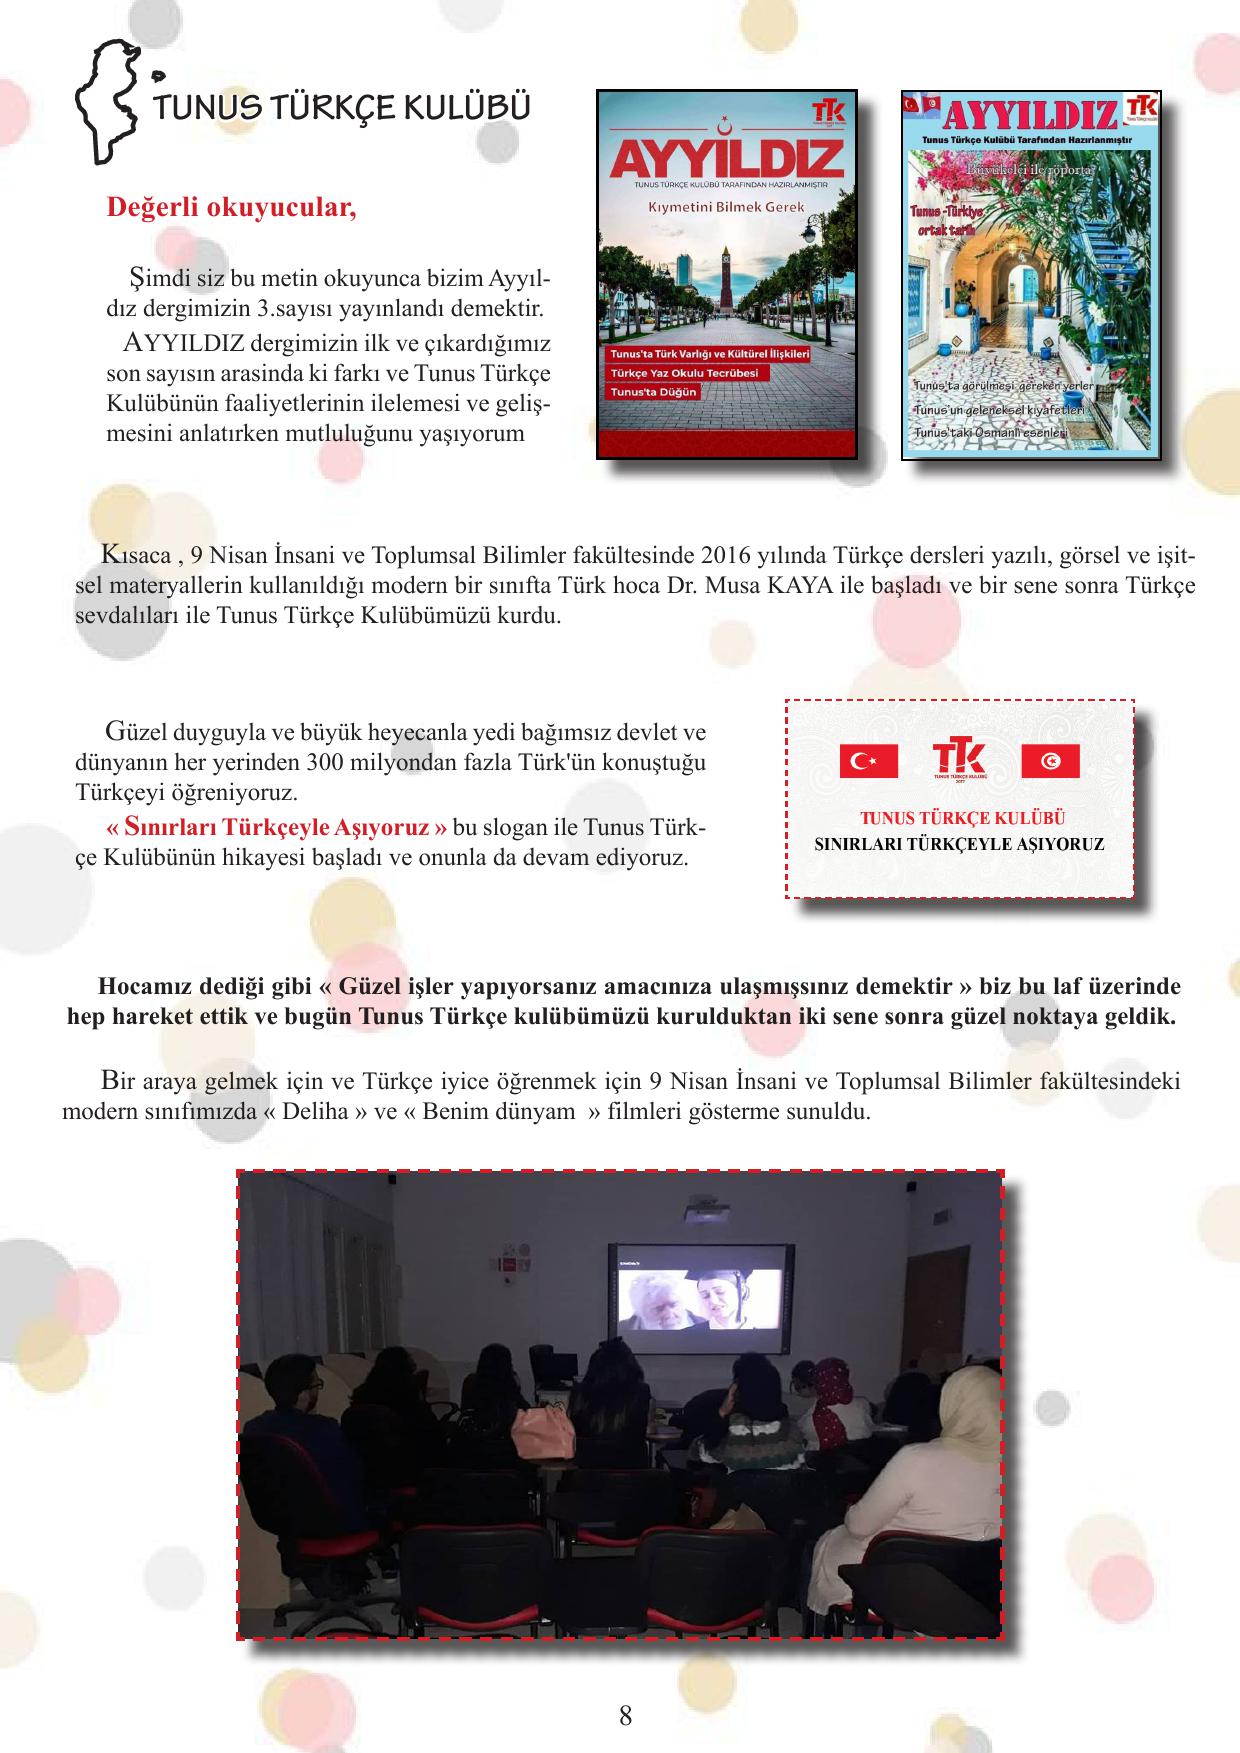 TUNUS TÜRKÇE KULÜBÜ
Değerli okuyucular,
Şimdi siz bu metin okuyunca bizim Ayyıl-
dız dergimizin 3.sayısı yayınlandı demektir.
AYYILDIZ dergimizin ilk ve çıkardığımız
son sayısın arasinda ki farkı ve Tunus Türkçe
Kulübünün faaliyetlerinin ilelemesi ve geliş-
mesini anlatırken mutluluğunu yaşıyorum
TTK
AYYILDIZ
TUNUS TÜRKÇE KULÜBÜ TARAFINDAN HAZIRLANMIŞTIR
Kıymetini Bilmek Gerek
Tunus'ta Türk Varlığı ve Kültürel İlişkileri
Türkçe Yaz Okulu Tecrübesi
Tunus'ta Düğün
AYYILDIZ
TTK
Tunus Türkçe Kulübü Tarafından Hazırlanmıştır
Büyükelçi ile röportaj
Tunus -Türkiye
ortak tarih
Tunus'ta görülmesi gereken yerler
Tunus'un geleneksel kıyafetleri
Tunus'taki Osmanlı esenleri
Kısaca , 9 Nisan İnsani ve Toplumsal Bilimler fakültesinde 2016 yılında Türkçe dersleri yazılı, görsel ve işit-
sel materyallerin kullanıldığı modern bir sınıfta Türk hoca Dr. Musa KAYA ile başladı ve bir sene sonra Türkçe
sevdalıları ile Tunus Türkçe Kulübümüzü kurdu.
Güzel duyguyla ve büyük heyecanla yedi bağımsız devlet ve
dünyanın her yerinden 300 milyondan fazla Türk'ün konuştuğu
Türkçeyi öğreniyoruz.
« Sınırları Türkçeyle Aşıyoruz » bu slogan ile Tunus Türk-
çe Kulübünün hikayesi başladı ve onunla da devam ediyoruz.
TTK
TUNUS TÜRKÇE KULÜBÜ
2017
TUNUS TÜRKÇE KULÜBÜ
SINIRLARI TÜRKÇEYLE AŞIYORUZ
Hocamız dediği gibi « Güzel işler yapıyorsanız amacınıza ulaşmışsınız demektir » biz bu laf üzerinde
hep hareket ettik ve bugün Tunus Türkçe kulübümüzü kurulduktan iki sene sonra güzel noktaya geldik.
Bir araya gelmek için ve Türkçe iyice öğrenmek için 9 Nisan İnsani ve Toplumsal Bilimler fakültesindeki
modern sınıfımızda « Deliha » ve « Benim dünyam  » filmleri gösterme sunuldu.
8